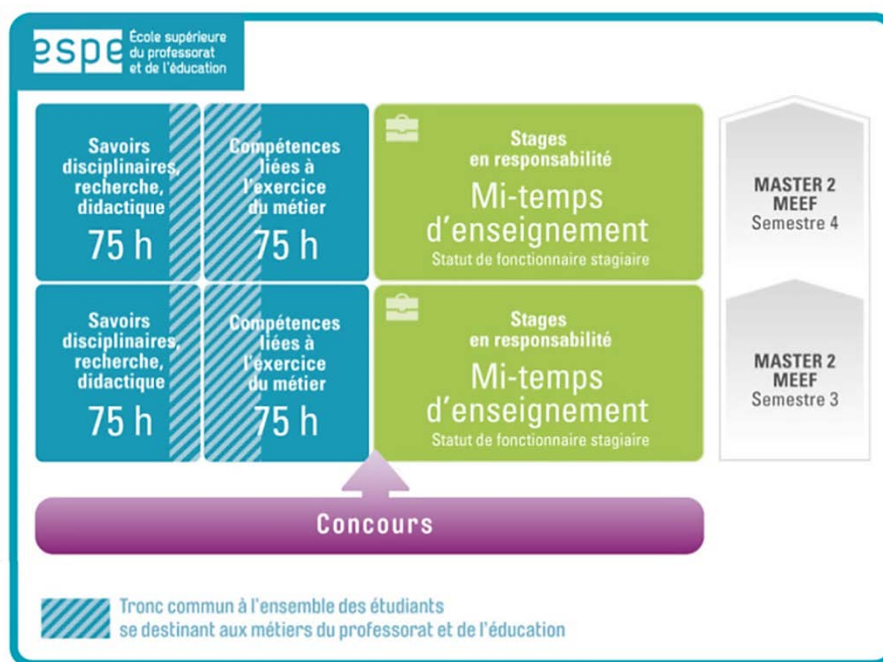 espe
École supérieure
du professorat
et de l'éducation
Savoirs
disciplinaires,
recherche,
didactique
75 h
Compétences
liées à
l'exercice
du métier
75 h
Stages
en responsabilité
Mi-temps
d'enseignement
Statut de fonctionnaire stagiaire
MASTER 2
MEEF
Semestre 4
Savoirs
disciplinaires,
recherche,
didactique
75 h
Compétences
liées à
l'exercice
du métier
75 h
Stages
en responsabilité
Mi-temps
d'enseignement
Statut de fonctionnaire stagiaire
MASTER 2
MEEF
Semestre 3
Concours
Tronc commun à l'ensemble des étudiants
se destinant aux métiers du professorat et de l'éducation